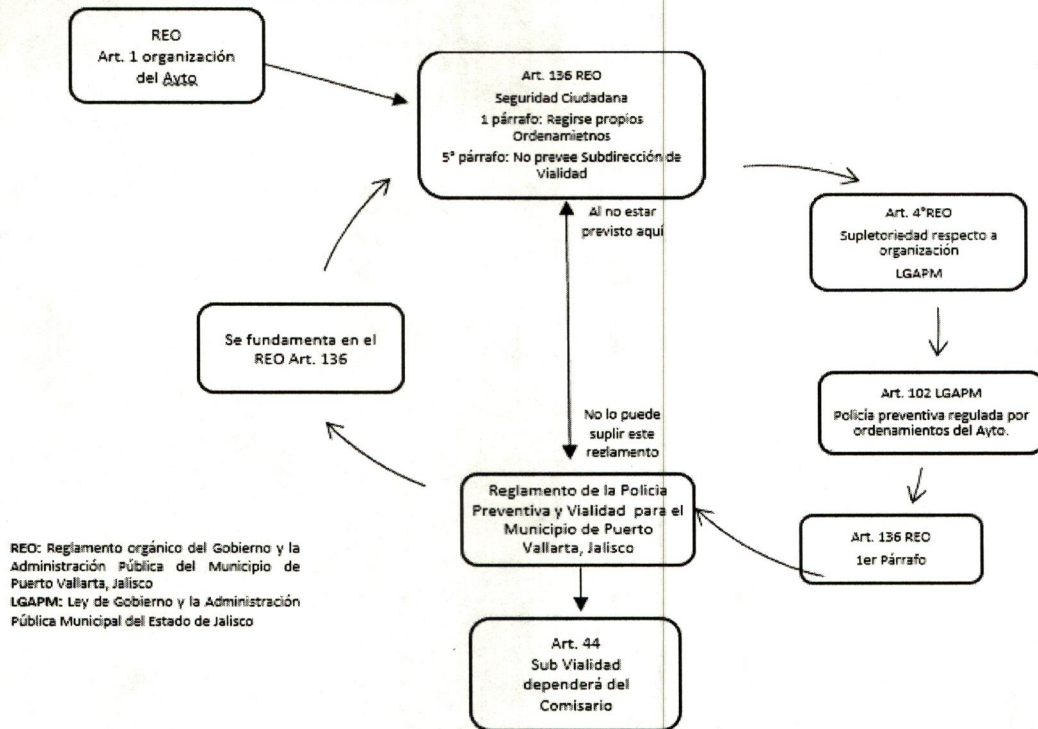 REO
Art. 1 organización
del Ayto
Art. 136 REO
Seguridad Ciudadana
1 párrafo: Regirse propios
Ordenamietnos
5° párrafo: No prevee Subdirección de
Vialidad
Al no estar
previsto aquí
Art. 4°REO
Supletoriedad respecto a
organización
LGAPM
Se fundamenta en el
REO Art. 136
Art. 102 LGAPM
Policia preventiva regulada por
ordenamientos del Ayto.
No lo puede
suplir este
reglamento
Reglamento de la Policia
Preventiva y Vialidad para el
Municipio de Puerto
Vallarta, Jalisco
Art. 136 REO
1er Párrafo
REO: Reglamento orgánico del Gobierno y la
Administración Pública del Municipio de
Puerto Vallarta, Jalisco
LGAPM: Ley de Gobierno y la Administración
Pública Municipal del Estado de Jalisco
Art. 44
Sub Vialidad
dependerá del
Comisario